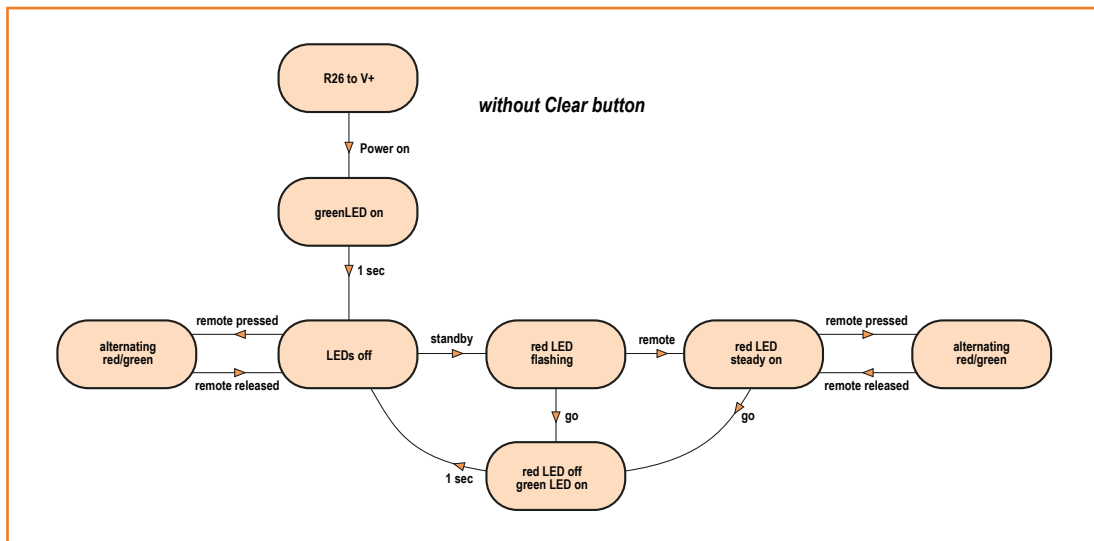 R26 to V+
without Clear button
Power on
greenLED on
1 sec
remote pressed
alternating
red/green
remote released
LEDs off
standby
red LED
flashing
remote
red LED
steady on
remote pressed
remote released
alternating
red/green
go
go
1 sec
red LED off
green LED on